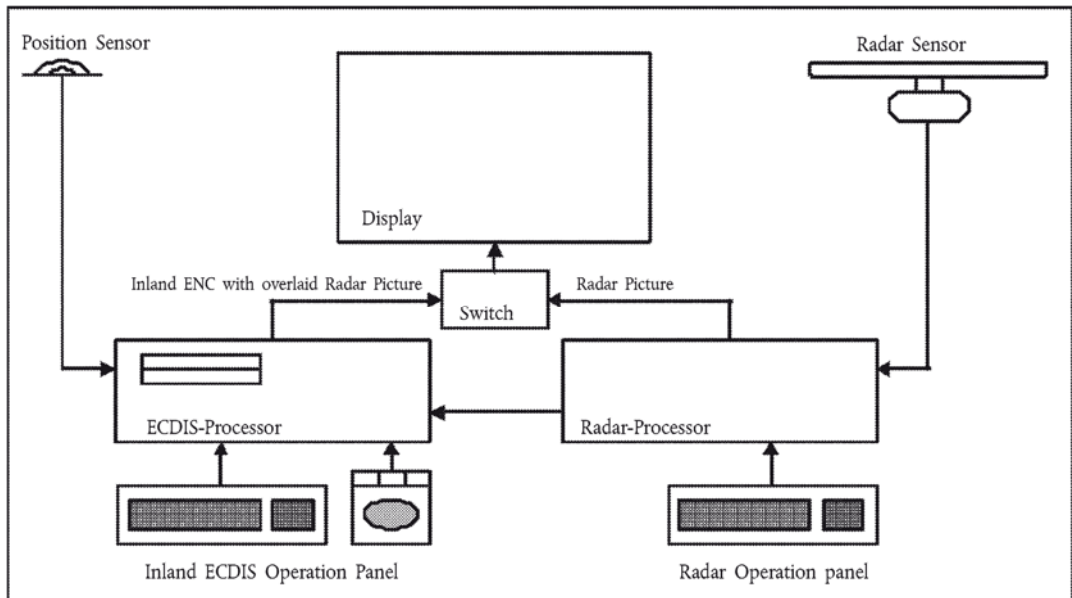 Position Sensor
Radar Sensor
Display
Inland ENC with overlaid Radar Picture
Radar Picture
Switch
ECDIS-Processor
Radar-Processor
Inland ECDIS Operation Panel
Radar Operation panel